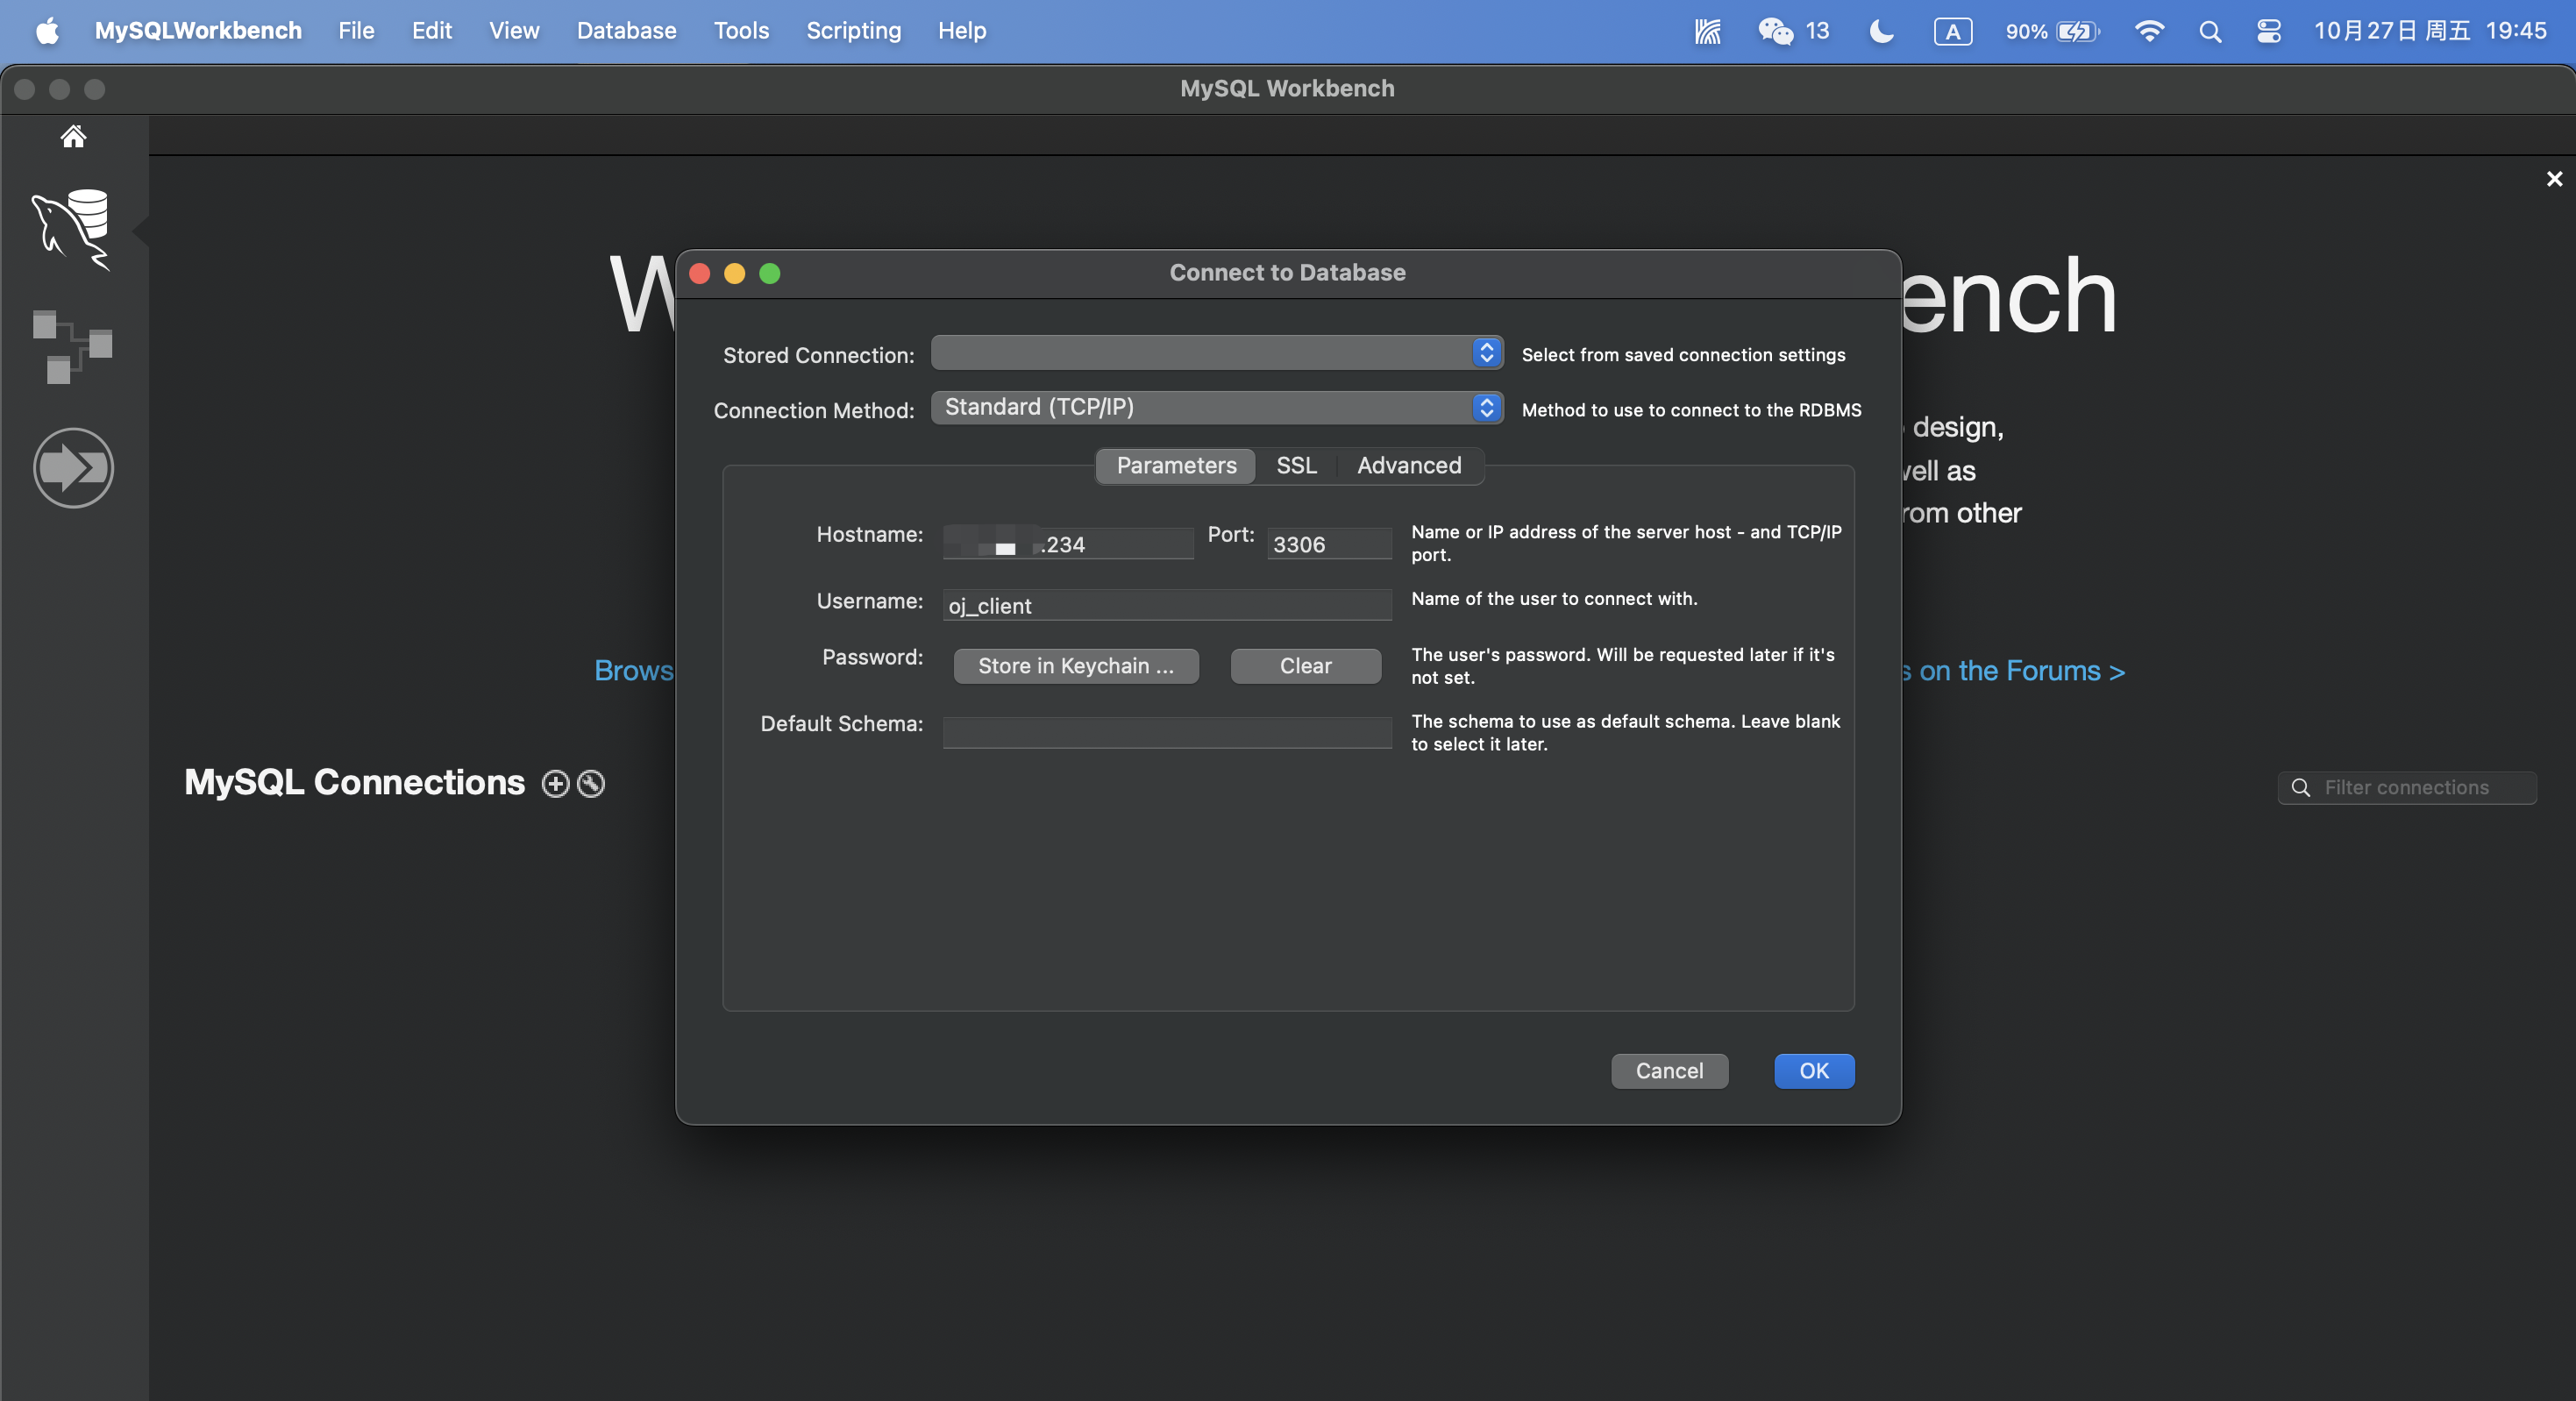 MySQLWorkbench File Edit View Database Tools Scripting Help 13 A 90% 10月27日 周五 19:45
MySQL Workbench
Connect to Database
ench
Stored Connection: Select from saved connection settings
Connection Method: Standard (TCP/IP) Method to use to connect to the RDBMS
design,
Parameters SSL Advanced
well as
rom other
Hostname: .234 Port: 3306 Name or IP address of the server host - and TCP/IP
port.
Username: oj_client Name of the user to connect with.
Password: Store in Keychain ... Clear The user's password. Will be requested later if it's
not set.
Brows s on the Forums >
Default Schema: The schema to use as default schema. Leave blank
to select it later.
MySQL Connections Filter connections
Cancel OK